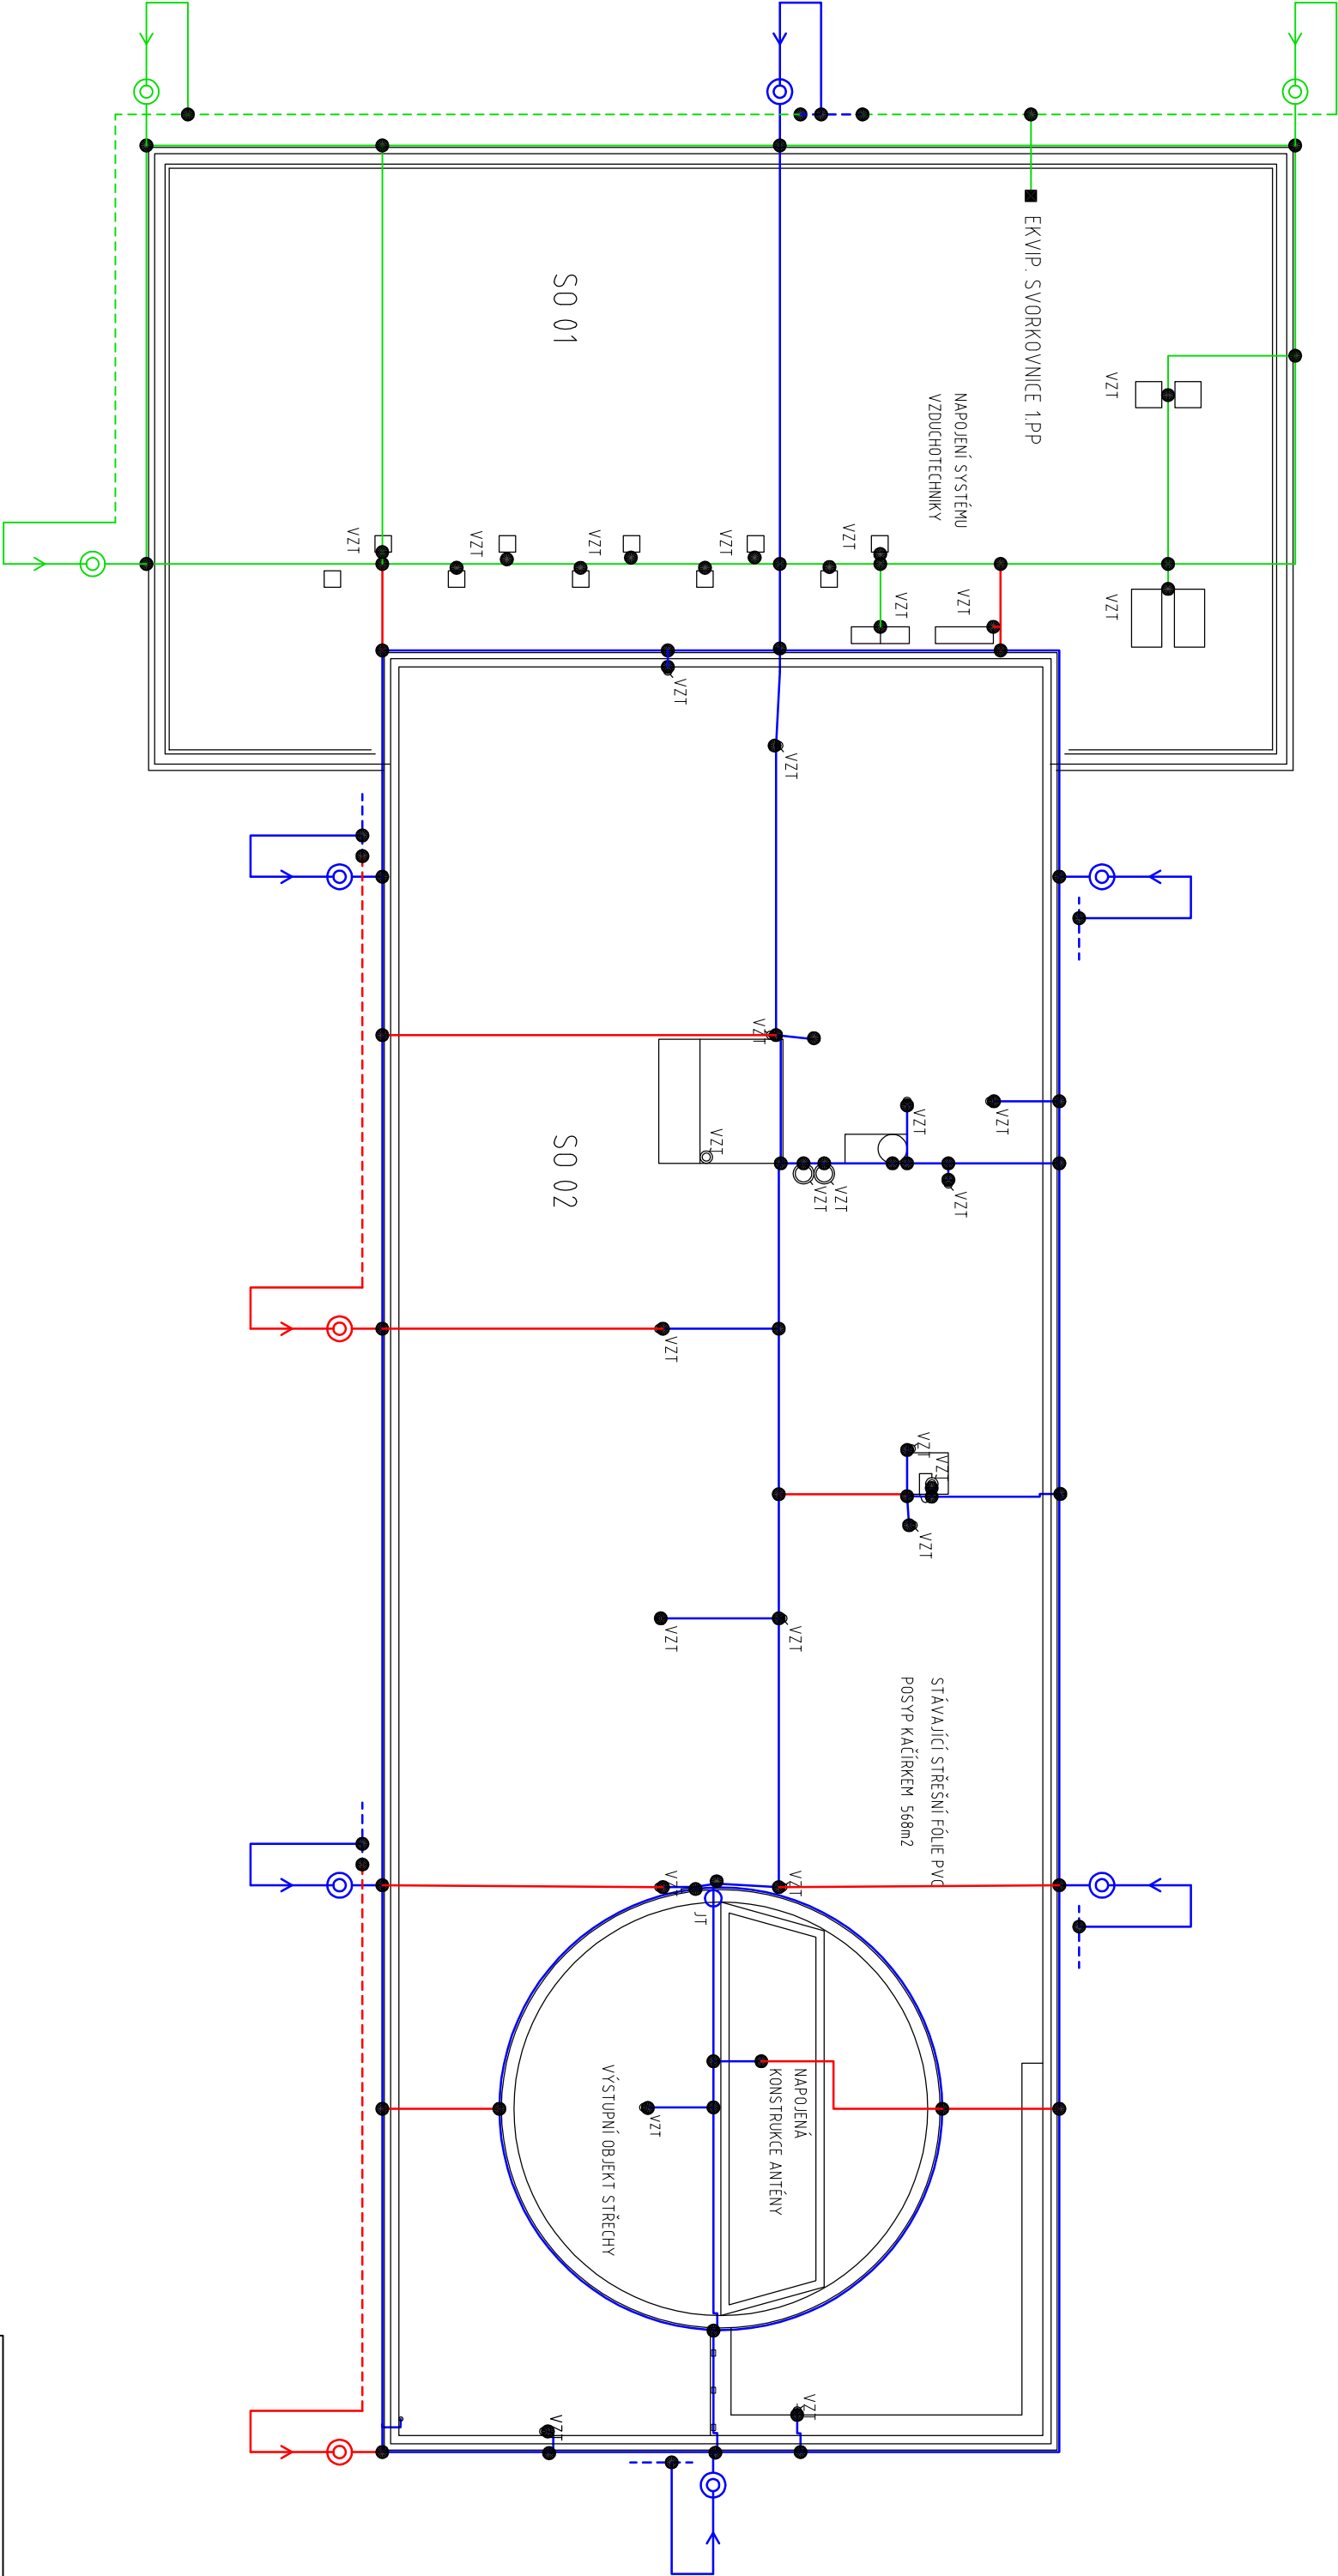 EKVIP. SVORKOVNICE 1.PP
SO 01
NAPOJENÍ SYSTÉMU
VZDUCHOTECHNIKY
VZT
VZT
VZT
VZT
VZT
VZT
VZT
VZT
VZT
VZT
VZT
SO 02
VZT
VZT
VZT
VZT
VZT
VZT
VZT
VZT
VZT
VZT
VZT
VZT
VZT
STÁVAJÍCÍ STŘEŠNÍ FÓLIE PVC
POSYP KAČÍRKEM 568m2
VZT
VZT
JT
NAPOJENÁ
KONSTRUKCE ANTÉNY
VZT
VÝSTUPNÍ OBJEKT STŘECHY
VZT
VZT